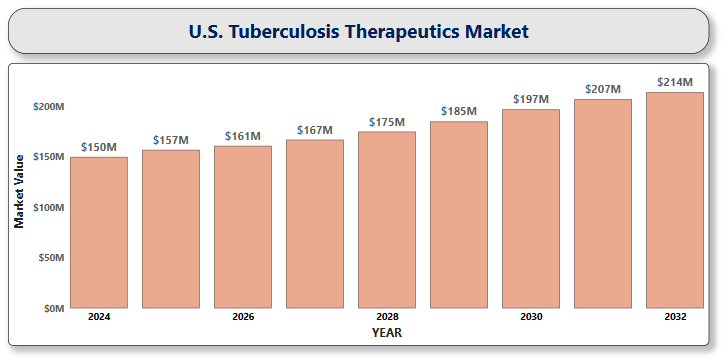 U.S. Tuberculosis Therapeutics Market
$200M
$150M
$100M
$50M
$0M
Market Value
$150M
$157M
$161M
$167M
$175M
$185M
$197M
$207M
$214M
2024
2026
2028
2030
2032
YEAR